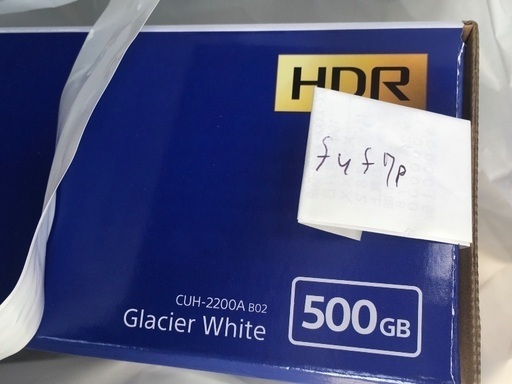 HDR
fuf7p
CUH-2200A B02
Glacier White
500GB